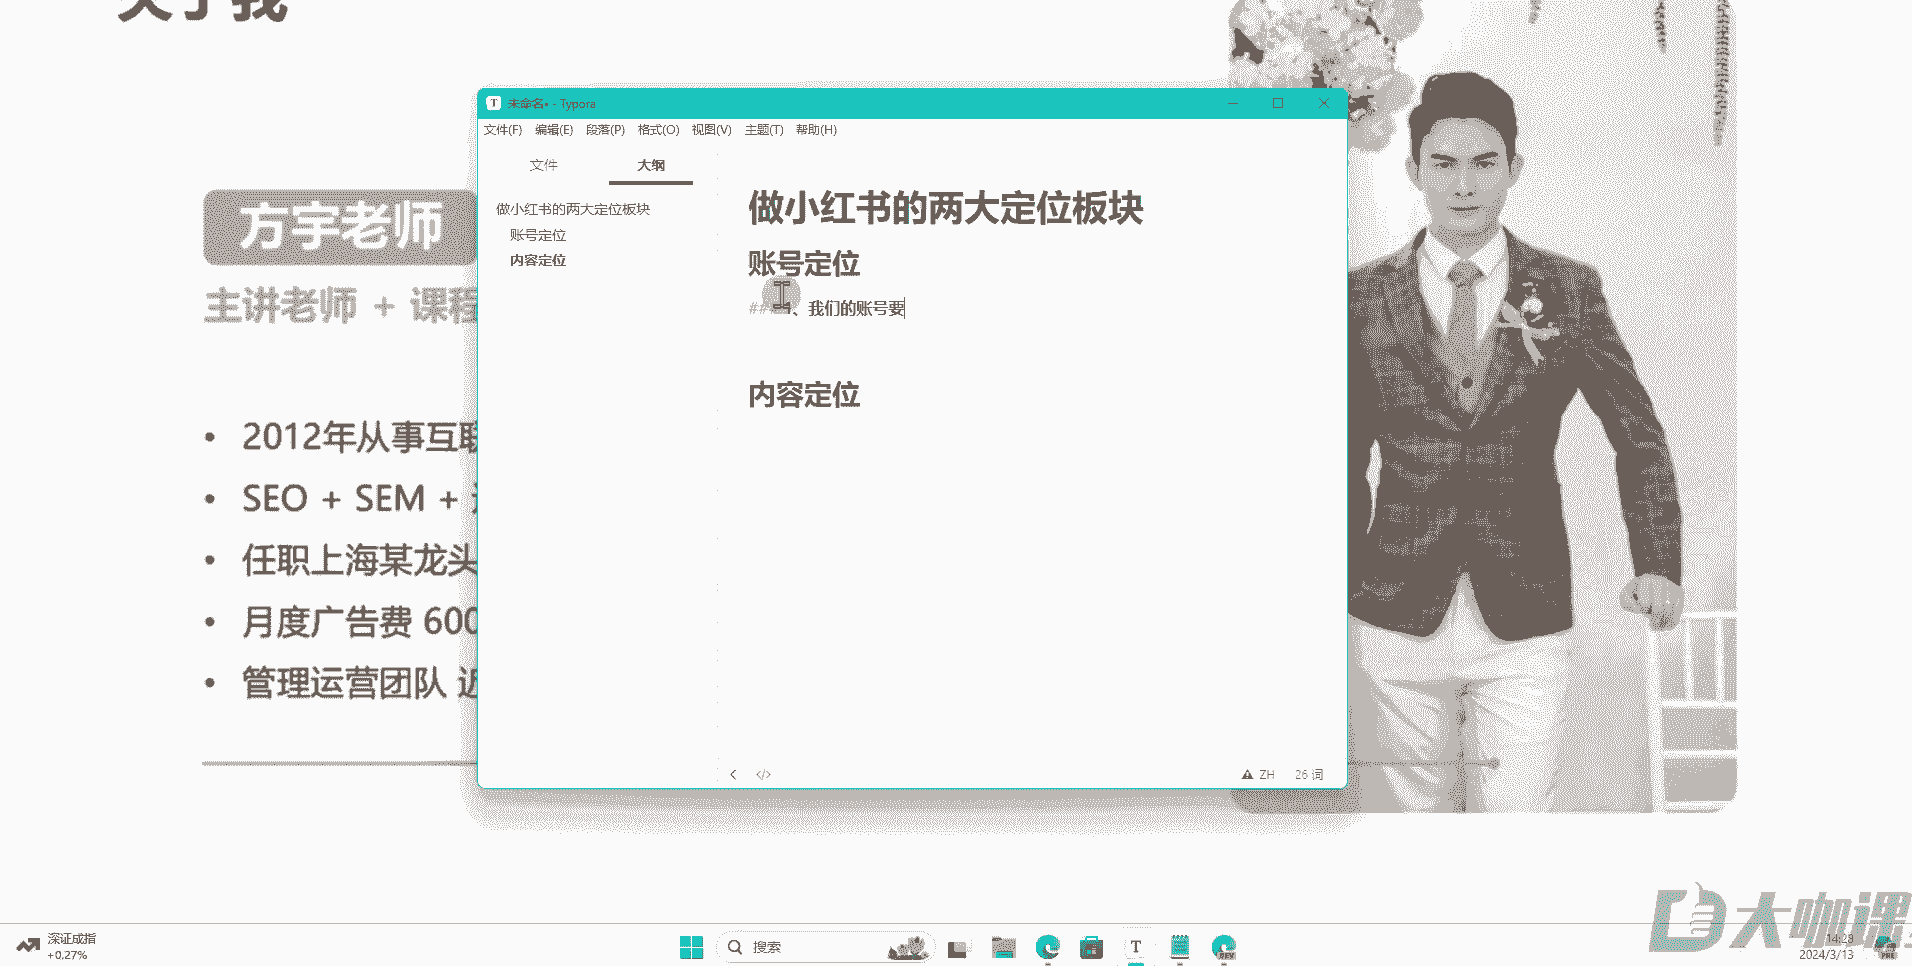 关于我
方宇老师
主讲老师 + 课程
2012年从事互联
SEO + SEM +
任职上海某龙头
月度广告费 600
管理运营团队 近
未命名• - Typora
文件(F) 编辑(E) 段落(P) 格式(O) 视图(V) 主题(T) 帮助(H)
文件 大纲
做小红书的两大定位板块
账号定位
内容定位
做小红书的两大定位板块
账号定位
、我们的账号要
内容定位
ZH 26 词
深证成指
+0.27%
搜索
14:28
2024/3/13
大咖课